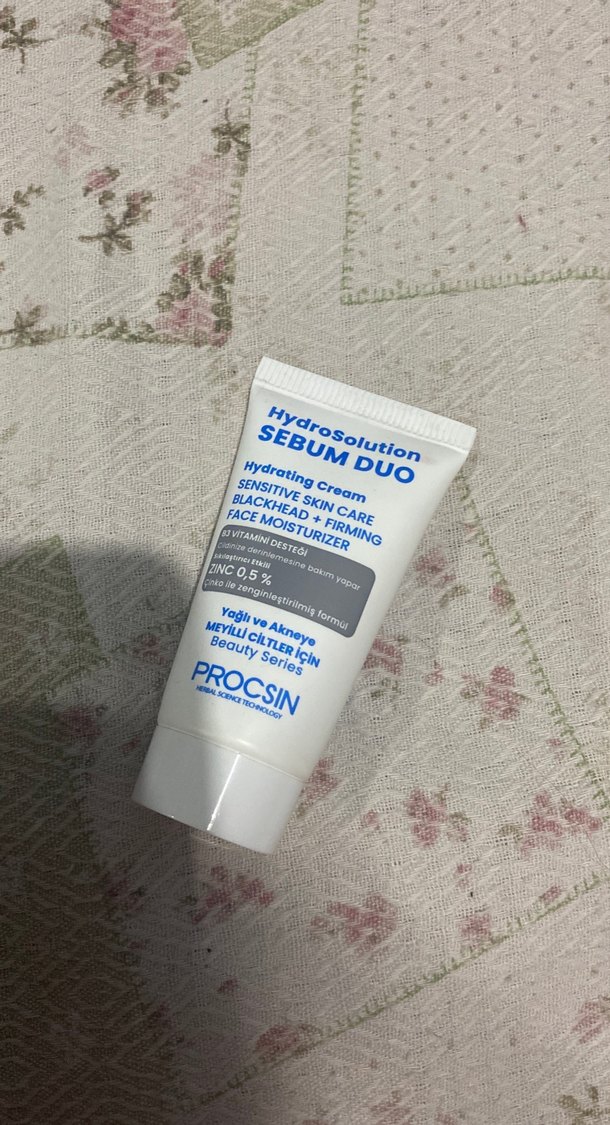 HydroSolution
SEBUM DUO
Hydrating Cream
SENSITIVE SKIN CARE
BLACKHEAD + FIRMING
FACE MOISTURIZER
B3 VITAMİNİ DESTEĞİ
Cildinize derinlemesine bakım yapar
Sıkılaştırıcı Etkili
ZINC 0,5 %
Çinko ile zenginleştirilmiş formül
Yağlı ve Akneye
MEYİLLİ CİLTLER İÇİN
Beauty Series
PROCSIN
HERBAL SCIENCE TECHNOLOGY